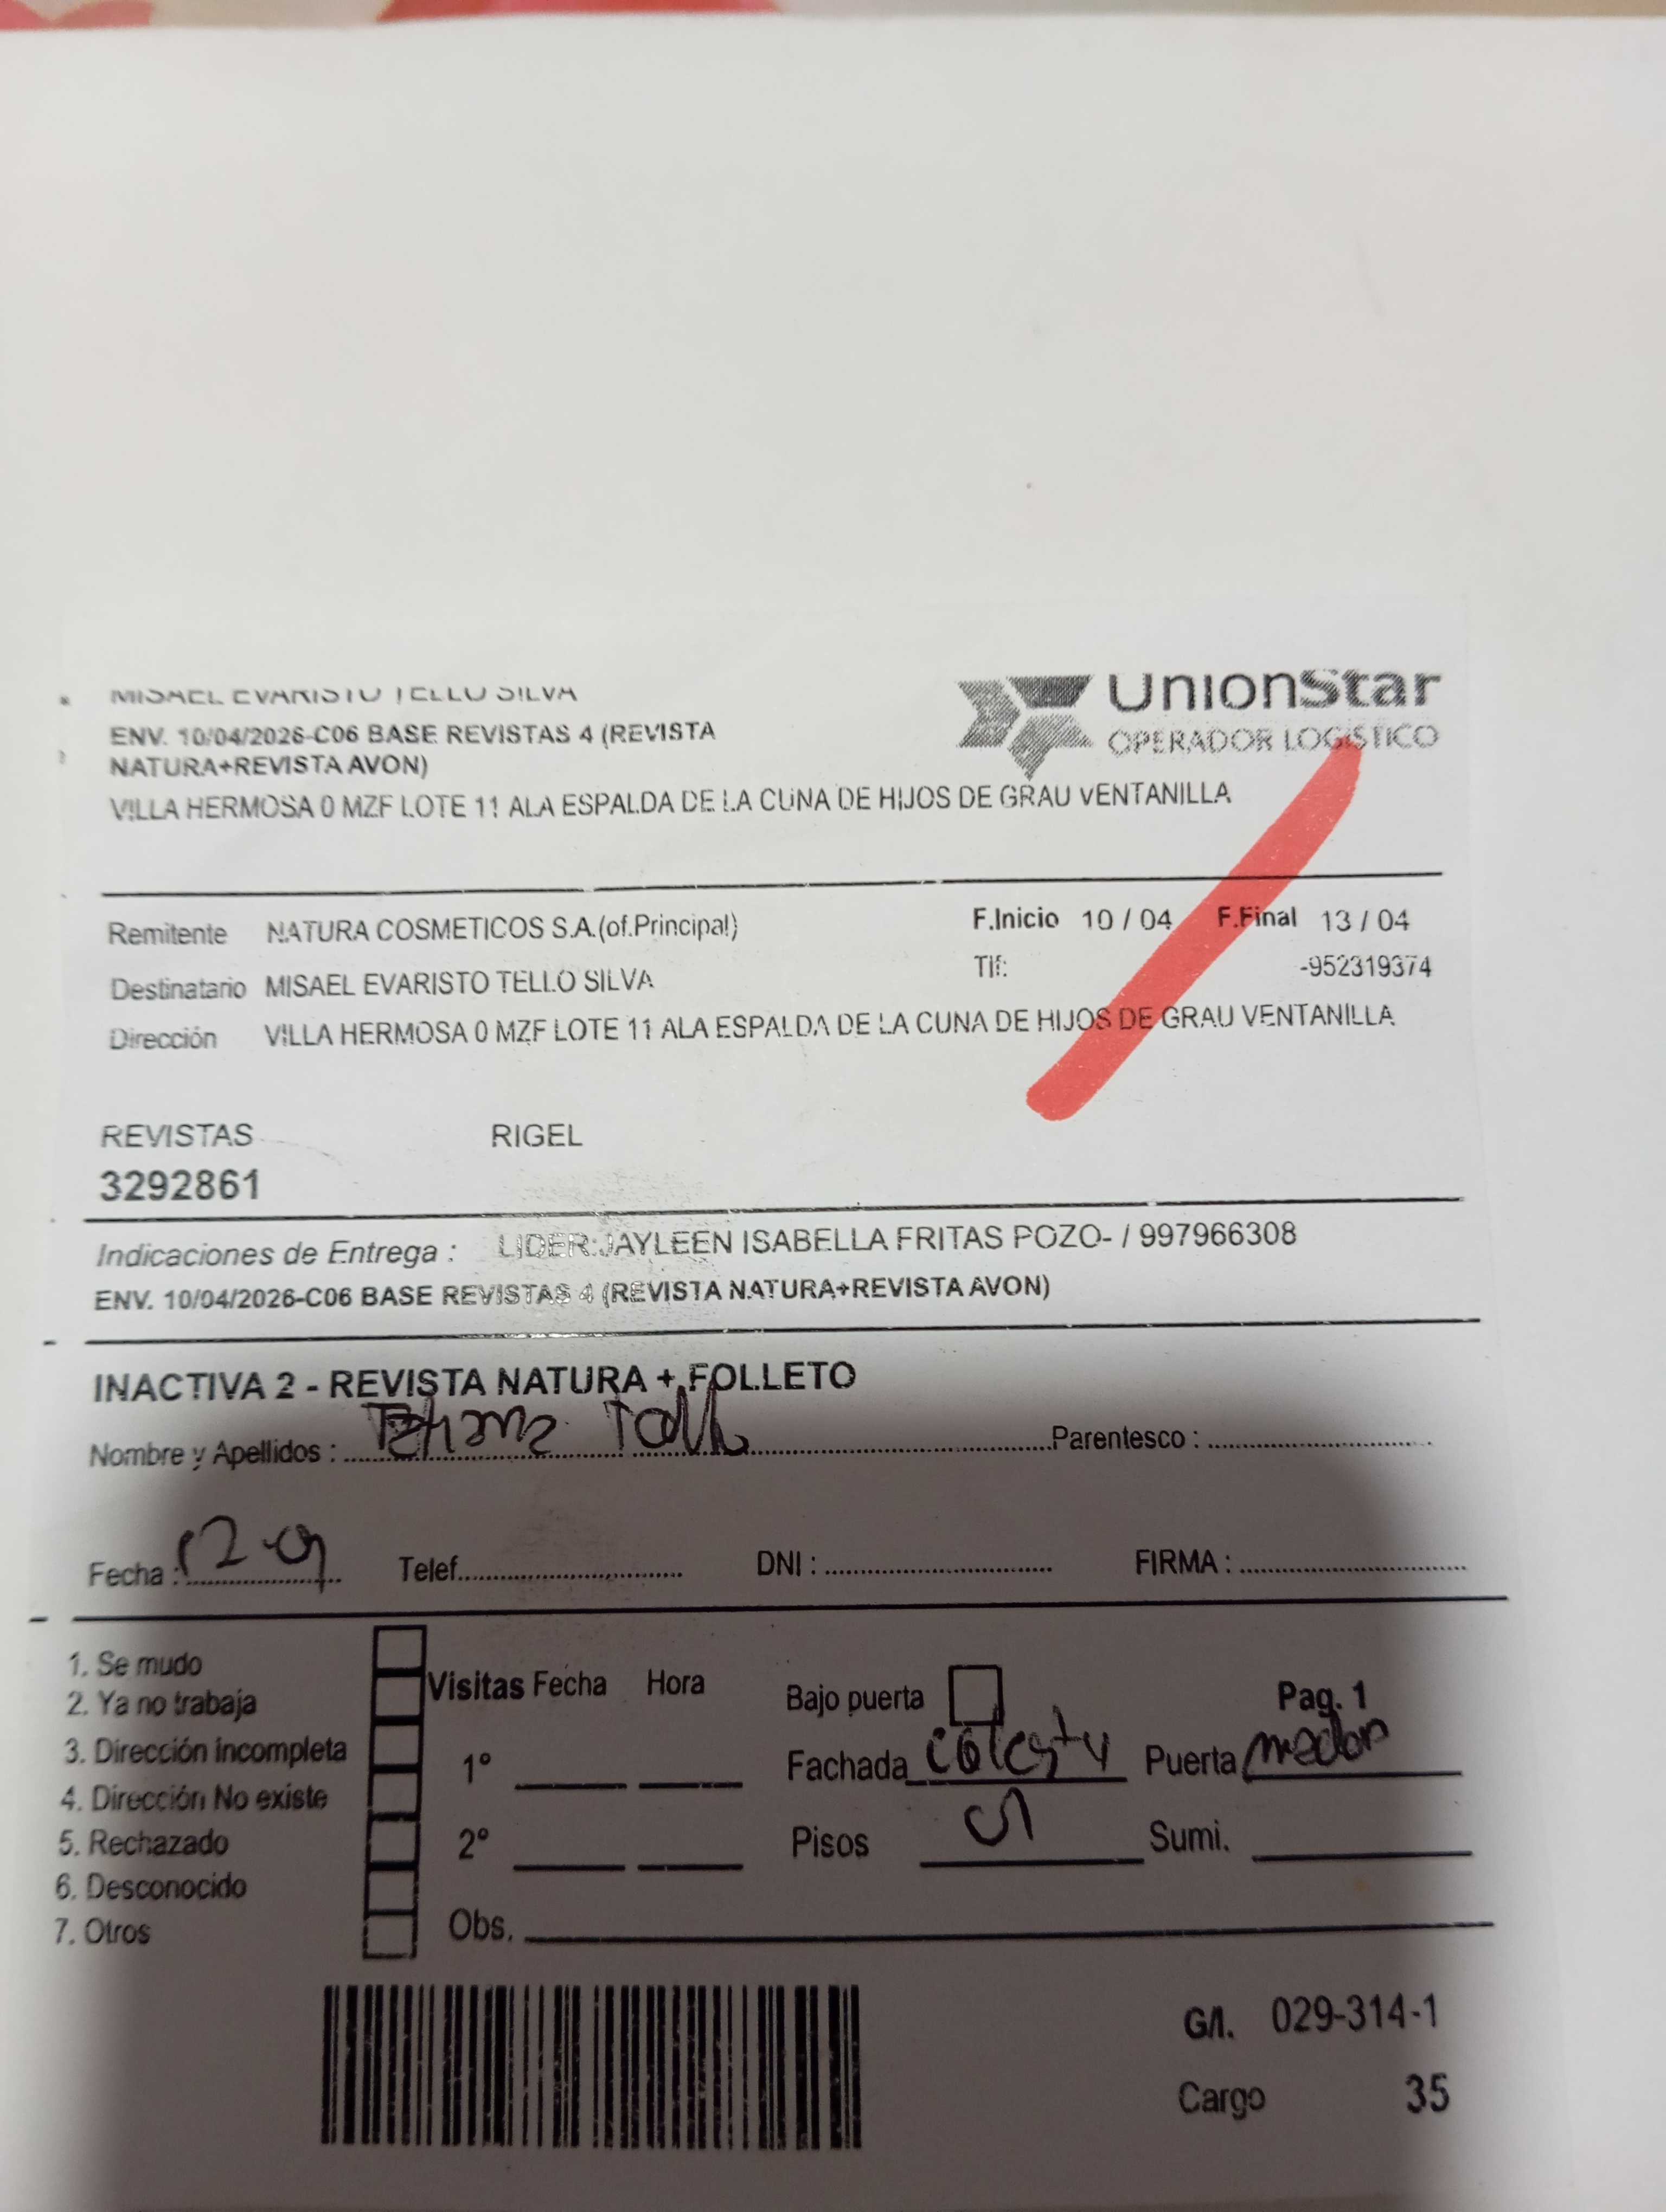 MISAEL EVARISTO TELLO SILVA
UnionStar
OPERADOR LOGISTICO
ENV. 10/04/2026-C06 BASE REVISTAS 4 (REVISTA
NATURA+REVISTA AVON)
VILLA HERMOSA 0 MZF LOTE 11 ALA ESPALDA DE LA CUNA DE HIJOS DE GRAU VENTANILLA
Remitente NATURA COSMETICOS S.A.(of.Principal) F.Inicio 10 / 04 F.Final 13 / 04
Destinatario MISAEL EVARISTO TELLO SILVA Tlf: -952319374
Dirección VILLA HERMOSA 0 MZF LOTE 11 ALA ESPALDA DE LA CUNA DE HIJOS DE GRAU VENTANILLA
REVISTAS RIGEL
3292861
Indicaciones de Entrega : LIDER:JAYLEEN ISABELLA FRITAS POZO- / 997966308
ENV. 10/04/2026-C06 BASE REVISTAS 4 (REVISTA NATURA+REVISTA AVON)
INACTIVA 2 - REVISTA NATURA + FOLLETO
Nombre y Apellidos : Parentesco :
Fecha : Telef. DNI : FIRMA :
1. Se mudo
2. Ya no trabaja
3. Dirección incompleta
4. Dirección No existe
5. Rechazado
6. Desconocido
7. Otros
Visitas Fecha Hora
1º
2º
Obs.
Bajo puerta Pag. 1
Fachada Puerta
Pisos Sumi.
G/I. 029-314-1
Cargo 35